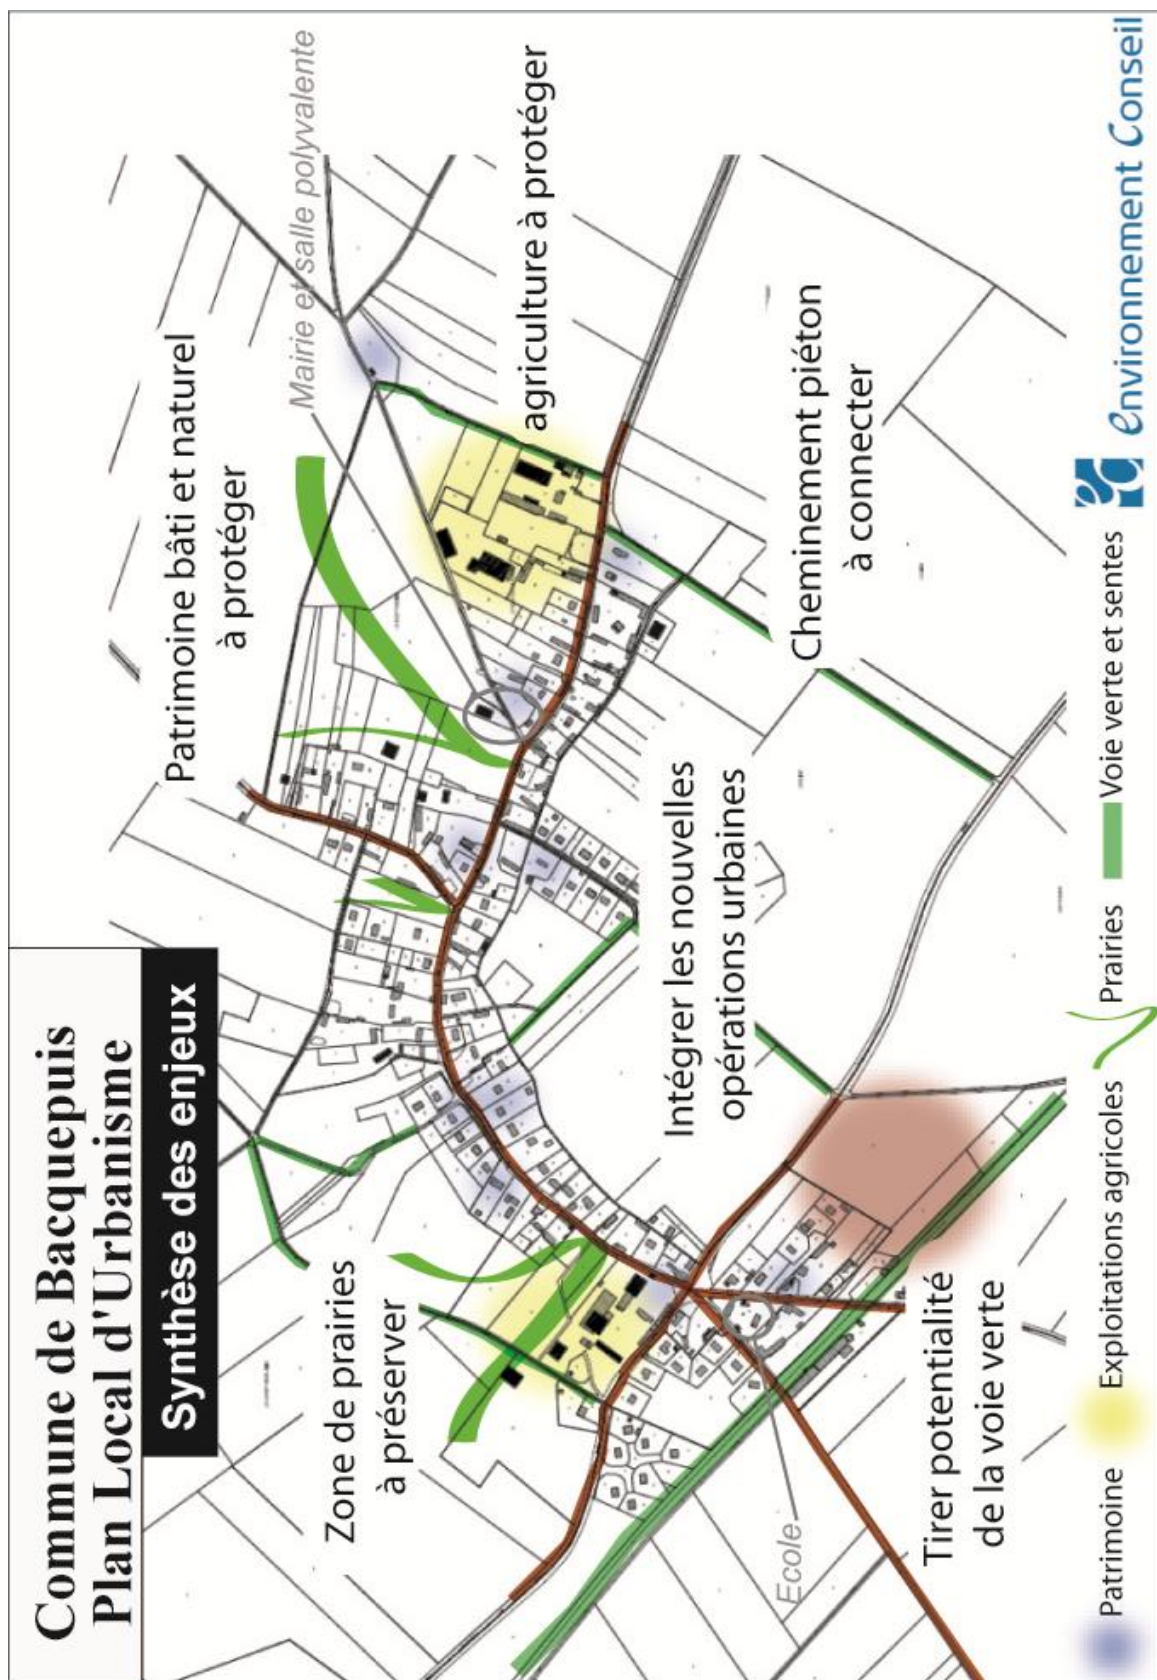 Commune de Bacquepuis
Plan Local d'Urbanisme
Synthèse des enjeux
Patrimoine bâti et naturel
à protéger
Mairie et salle polyvalente
agriculture à protéger
Zone de prairies
à préserver
Intégrer les nouvelles
opérations urbaines
Cheminement piéton
à connecter
Ecole
Tirer potentialité
de la voie verte
Patrimoine
Exploitations agricoles
Prairies
Voie verte et sentes
environnement Conseil